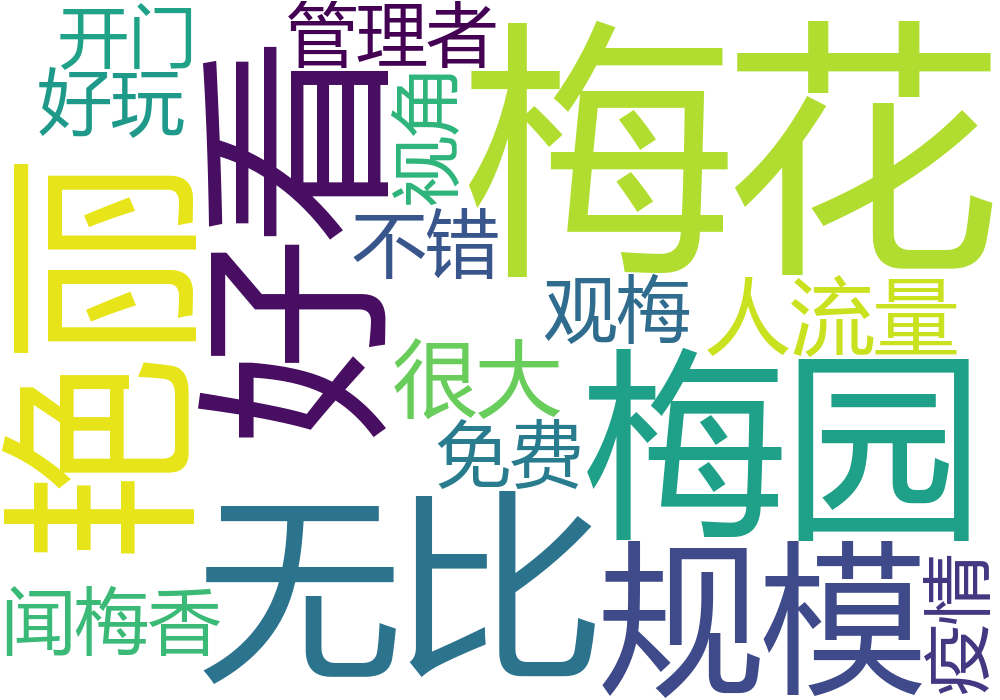 开门
管理者
好玩
好看
视角
梅花
艳丽
不错
观梅
人流量
很大
梅园
免费
无比
规模
疫情
闻梅香